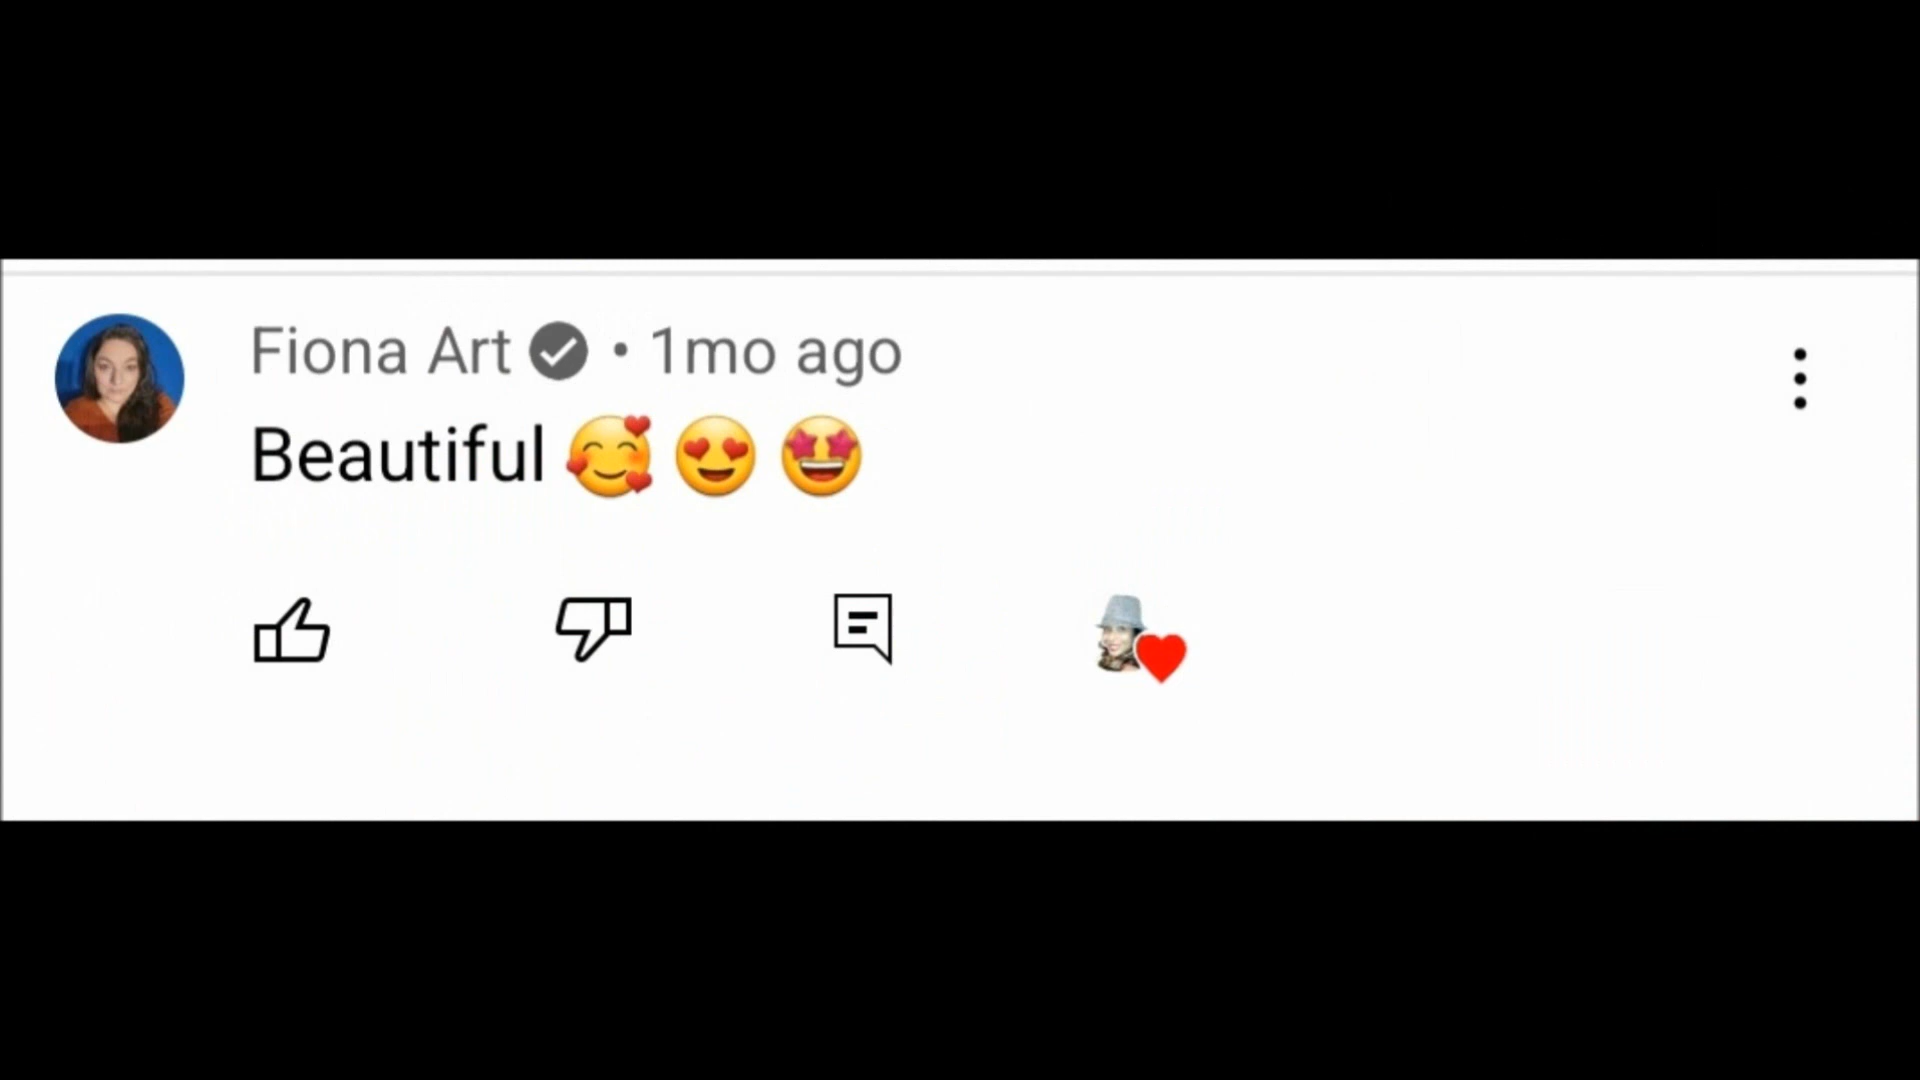 Fiona Art • 1mo ago
Beautiful 🥰 😍 🤩